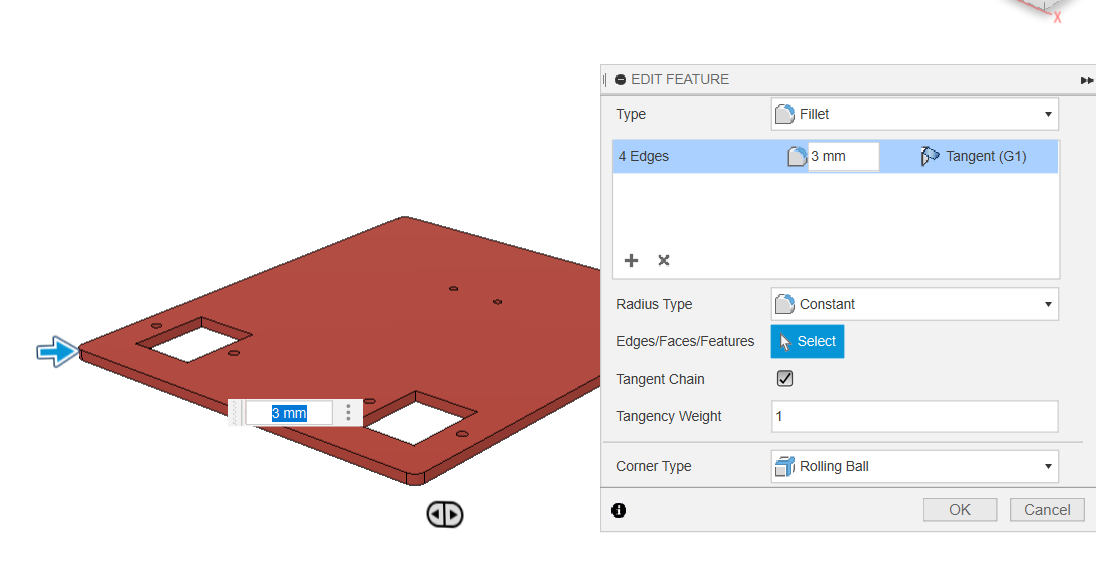 X
EDIT FEATURE
Type Fillet
4 Edges 3 mm Tangent (G1)
Radius Type Constant
Edges/Faces/Features Select
Tangent Chain
3 mm
Tangency Weight 1
Corner Type Rolling Ball
OK Cancel